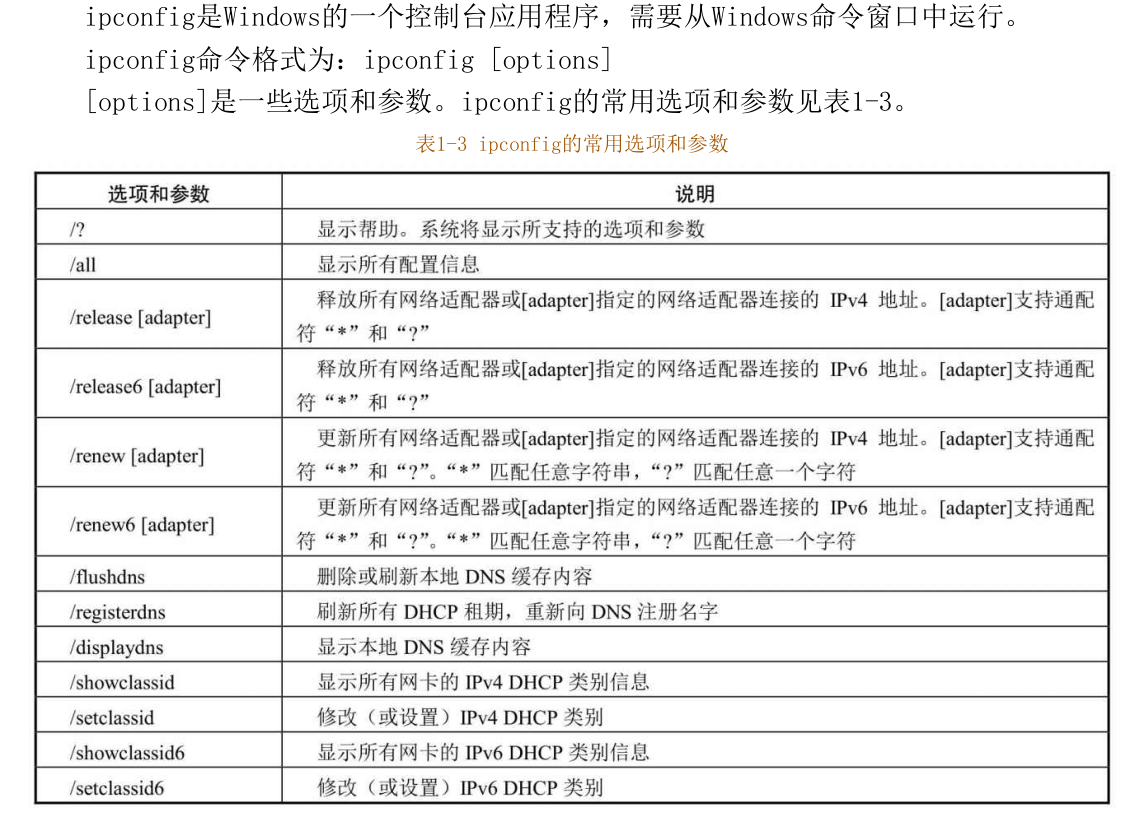 ipconfig是Windows的一个控制台应用程序，需要从Windows命令窗口中运行。
ipconfig命令格式为：ipconfig [options]
[options]是一些选项和参数。ipconfig的常用选项和参数见表1-3。
表1-3 ipconfig的常用选项和参数
选项和参数 说明
/? 显示帮助。系统将显示所支持的选项和参数
/all 显示所有配置信息
/release [adapter] 释放所有网络适配器或[adapter]指定的网络适配器连接的 IPv4 地址。[adapter]支持通配
符“*”和“?”
/release6 [adapter] 释放所有网络适配器或[adapter]指定的网络适配器连接的 IPv6 地址。[adapter]支持通配
符“*”和“?”
/renew [adapter] 更新所有网络适配器或[adapter]指定的网络适配器连接的 IPv4 地址。[adapter]支持通配
符“*”和“?”。“*”匹配任意字符串，“?”匹配任意一个字符
/renew6 [adapter] 更新所有网络适配器或[adapter]指定的网络适配器连接的 IPv6 地址。[adapter]支持通配
符“*”和“?”。“*”匹配任意字符串，“?”匹配任意一个字符
/flushdns 删除或刷新本地 DNS 缓存内容
/registerdns 刷新所有 DHCP 租期，重新向 DNS 注册名字
/displaydns 显示本地 DNS 缓存内容
/showclassid 显示所有网卡的 IPv4 DHCP 类别信息
/setclassid 修改（或设置）IPv4 DHCP 类别
/showclassid6 显示所有网卡的 IPv6 DHCP 类别信息
/setclassid6 修改（或设置）IPv6 DHCP 类别